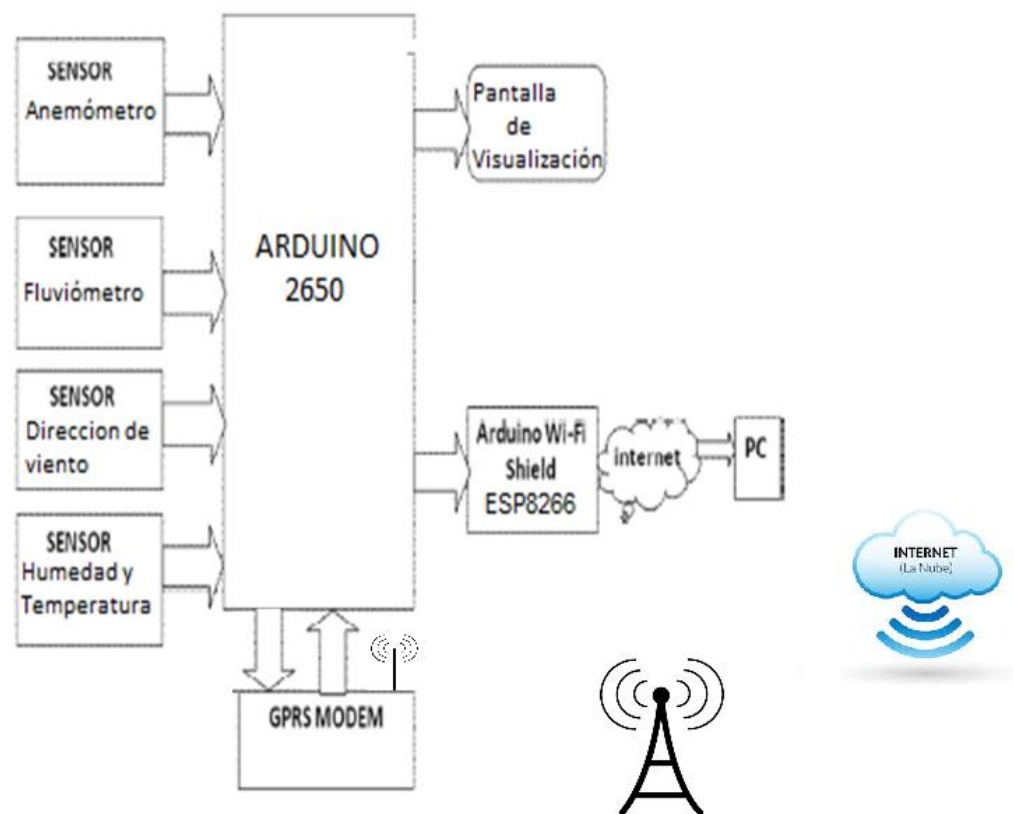 SENSOR
Anemómetro
SENSOR
Fluviómetro
SENSOR
Direccion de
viento
SENSOR
Humedad y
Temperatura
ARDUINO
2650
Pantalla
de
Visualización
Arduino Wi-Fi
Shield
ESP8266
internet
PC
GPRS MODEM
INTERNET
(La Nube)